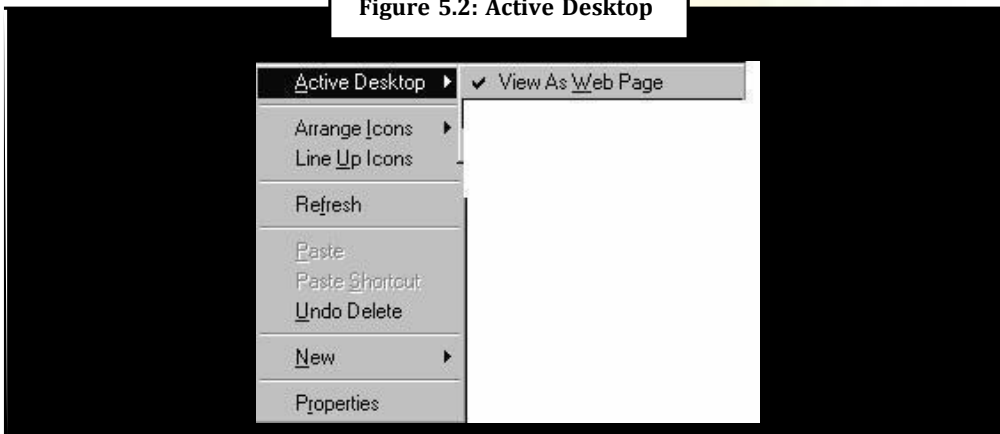 Figure 5.2: Active Desktop
Active Desktop
View As Web Page
Arrange Icons
Line Up Icons
Refresh
Paste
Paste Shortcut
Undo Delete
New
Properties